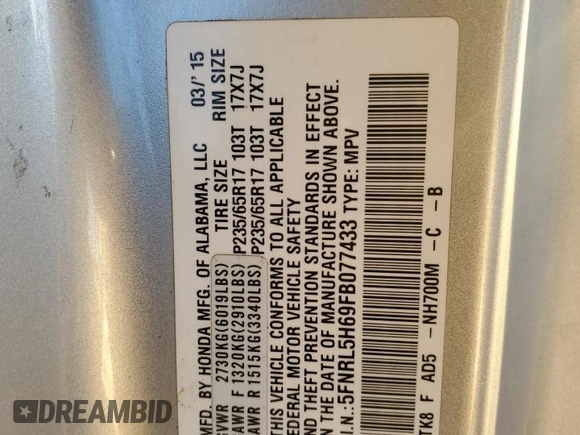 MFD. BY HONDA MFG. OF ALABAMA, LLC 03/'15
GVWR 2730KG(6019LBS) TIRE SIZE RIM SIZE
GAWR F 1320KG(2910LBS) P235/65R17 103T 17X7J
GAWR R 1515KG(3340LBS) P235/65R17 103T 17X7J
THIS VEHICLE CONFORMS TO ALL APPLICABLE
FEDERAL MOTOR VEHICLE SAFETY
AND THEFT PREVENTION STANDARDS IN EFFECT
ON THE DATE OF MANUFACTURE SHOWN ABOVE.
V.I.N.:5FNRL5H69FB077433 TYPE: MPV
TK8 F AD5 -NH700M -C -B
DREAMBID